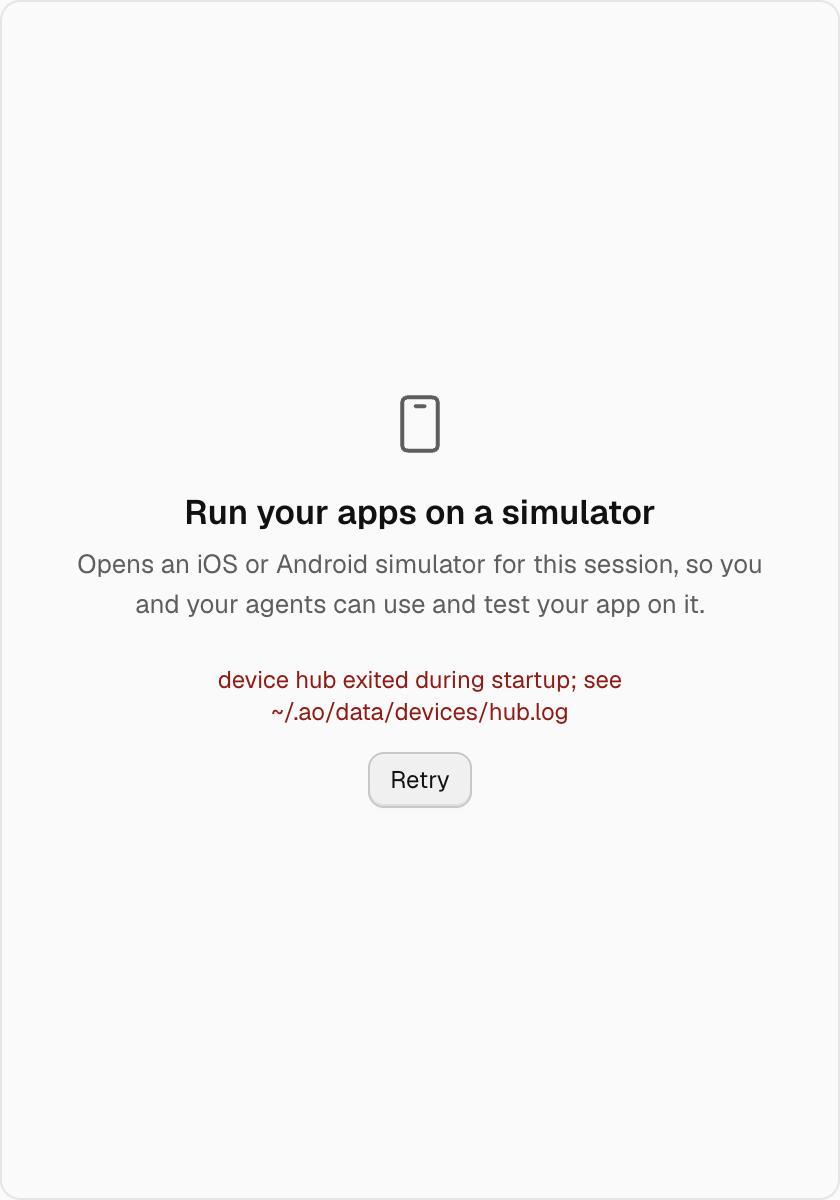 Run your apps on a simulator
Opens an iOS or Android simulator for this session, so you
and your agents can use and test your app on it.
device hub exited during startup; see
~/.ao/data/devices/hub.log
Retry